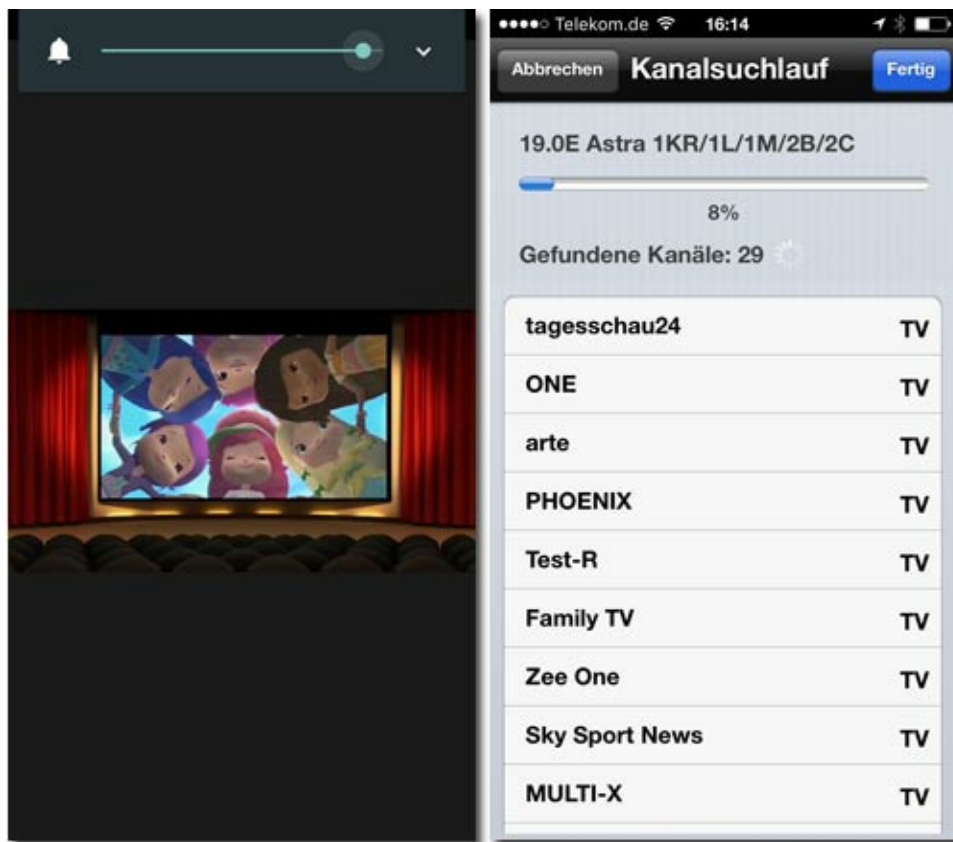 Telekom.de 16:14
Abbrechen Kanalsuchlauf Fertig
19.0E Astra 1KR/1L/1M/2B/2C
8%
Gefundene Kanäle: 29
tagesschau24 TV
ONE TV
arte TV
PHOENIX TV
Test-R TV
Family TV TV
Zee One TV
Sky Sport News TV
MULTI-X TV